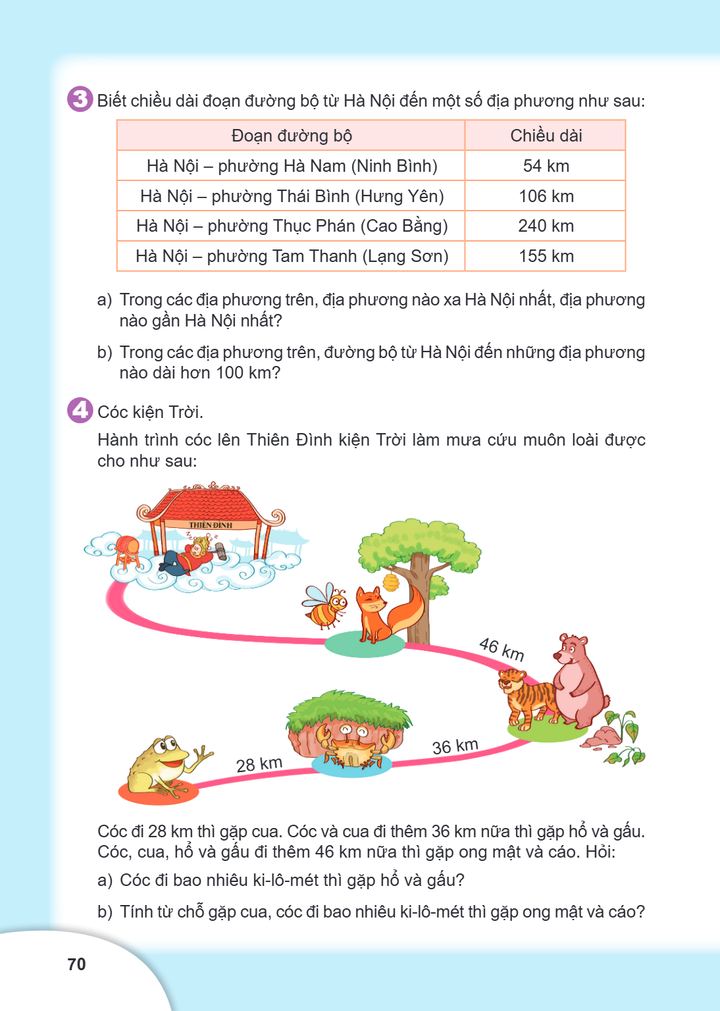 3 Biết chiều dài đoạn đường bộ từ Hà Nội đến một số địa phương như sau:
Đoạn đường bộ Chiều dài
Hà Nội – phường Hà Nam (Ninh Bình) 54 km
Hà Nội – phường Thái Bình (Hưng Yên) 106 km
Hà Nội – phường Thục Phán (Cao Bằng) 240 km
Hà Nội – phường Tam Thanh (Lạng Sơn) 155 km
a) Trong các địa phương trên, địa phương nào xa Hà Nội nhất, địa phương
nào gần Hà Nội nhất?
b) Trong các địa phương trên, đường bộ từ Hà Nội đến những địa phương
nào dài hơn 100 km?
4 Cóc kiện Trời.
Hành trình cóc lên Thiên Đình kiện Trời làm mưa cứu muôn loài được
cho như sau:
THIÊN ĐÌNH
46 km
36 km
28 km
Cóc đi 28 km thì gặp cua. Cóc và cua đi thêm 36 km nữa thì gặp hổ và gấu.
Cóc, cua, hổ và gấu đi thêm 46 km nữa thì gặp ong mật và cáo. Hỏi:
a) Cóc đi bao nhiêu ki-lô-mét thì gặp hổ và gấu?
b) Tính từ chỗ gặp cua, cóc đi bao nhiêu ki-lô-mét thì gặp ong mật và cáo?
70